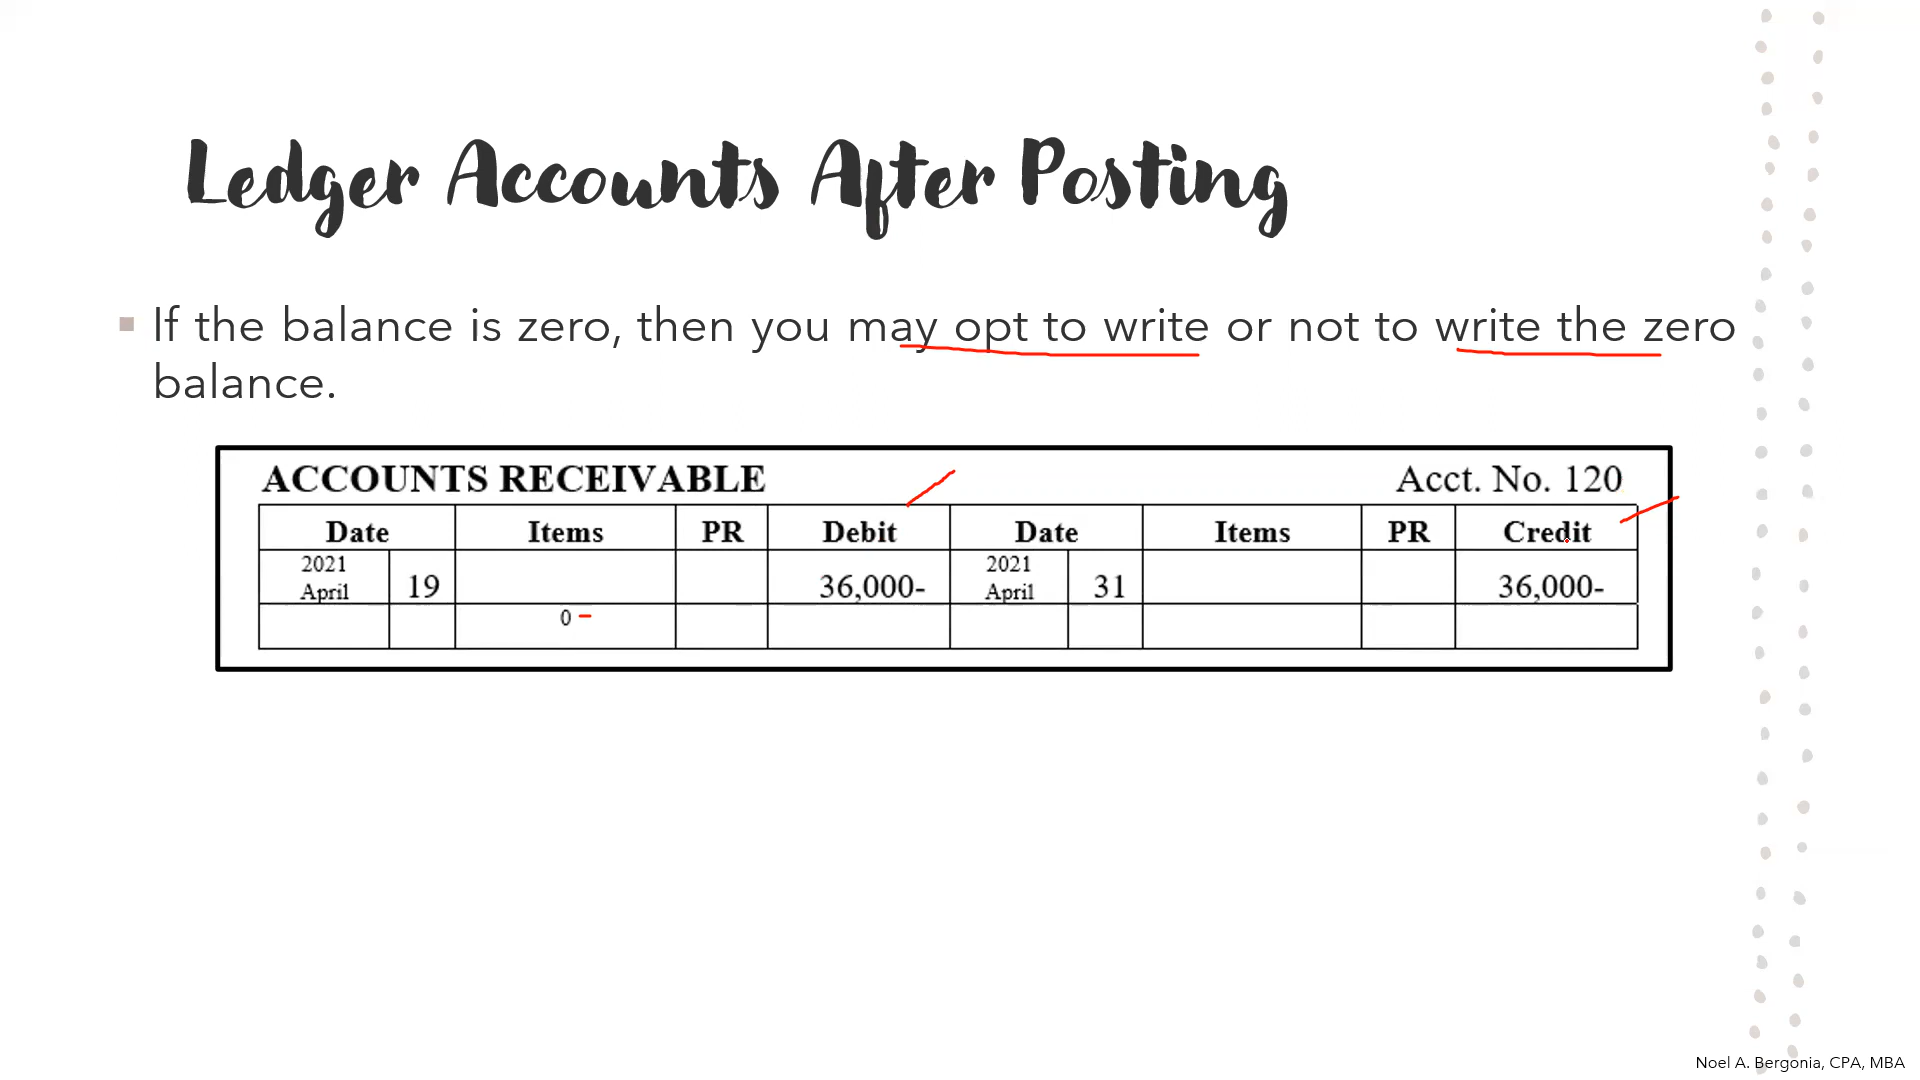 Ledger Accounts After Posting
If the balance is zero, then you may opt to write or not to write the zero
balance.
ACCOUNTS RECEIVABLE Acct. No. 120
Date Items PR Debit Date Items PR Credit
2021 2021
April 19 36,000- April 31 36,000-
0 -
Noel A. Bergonia, CPA, MBA